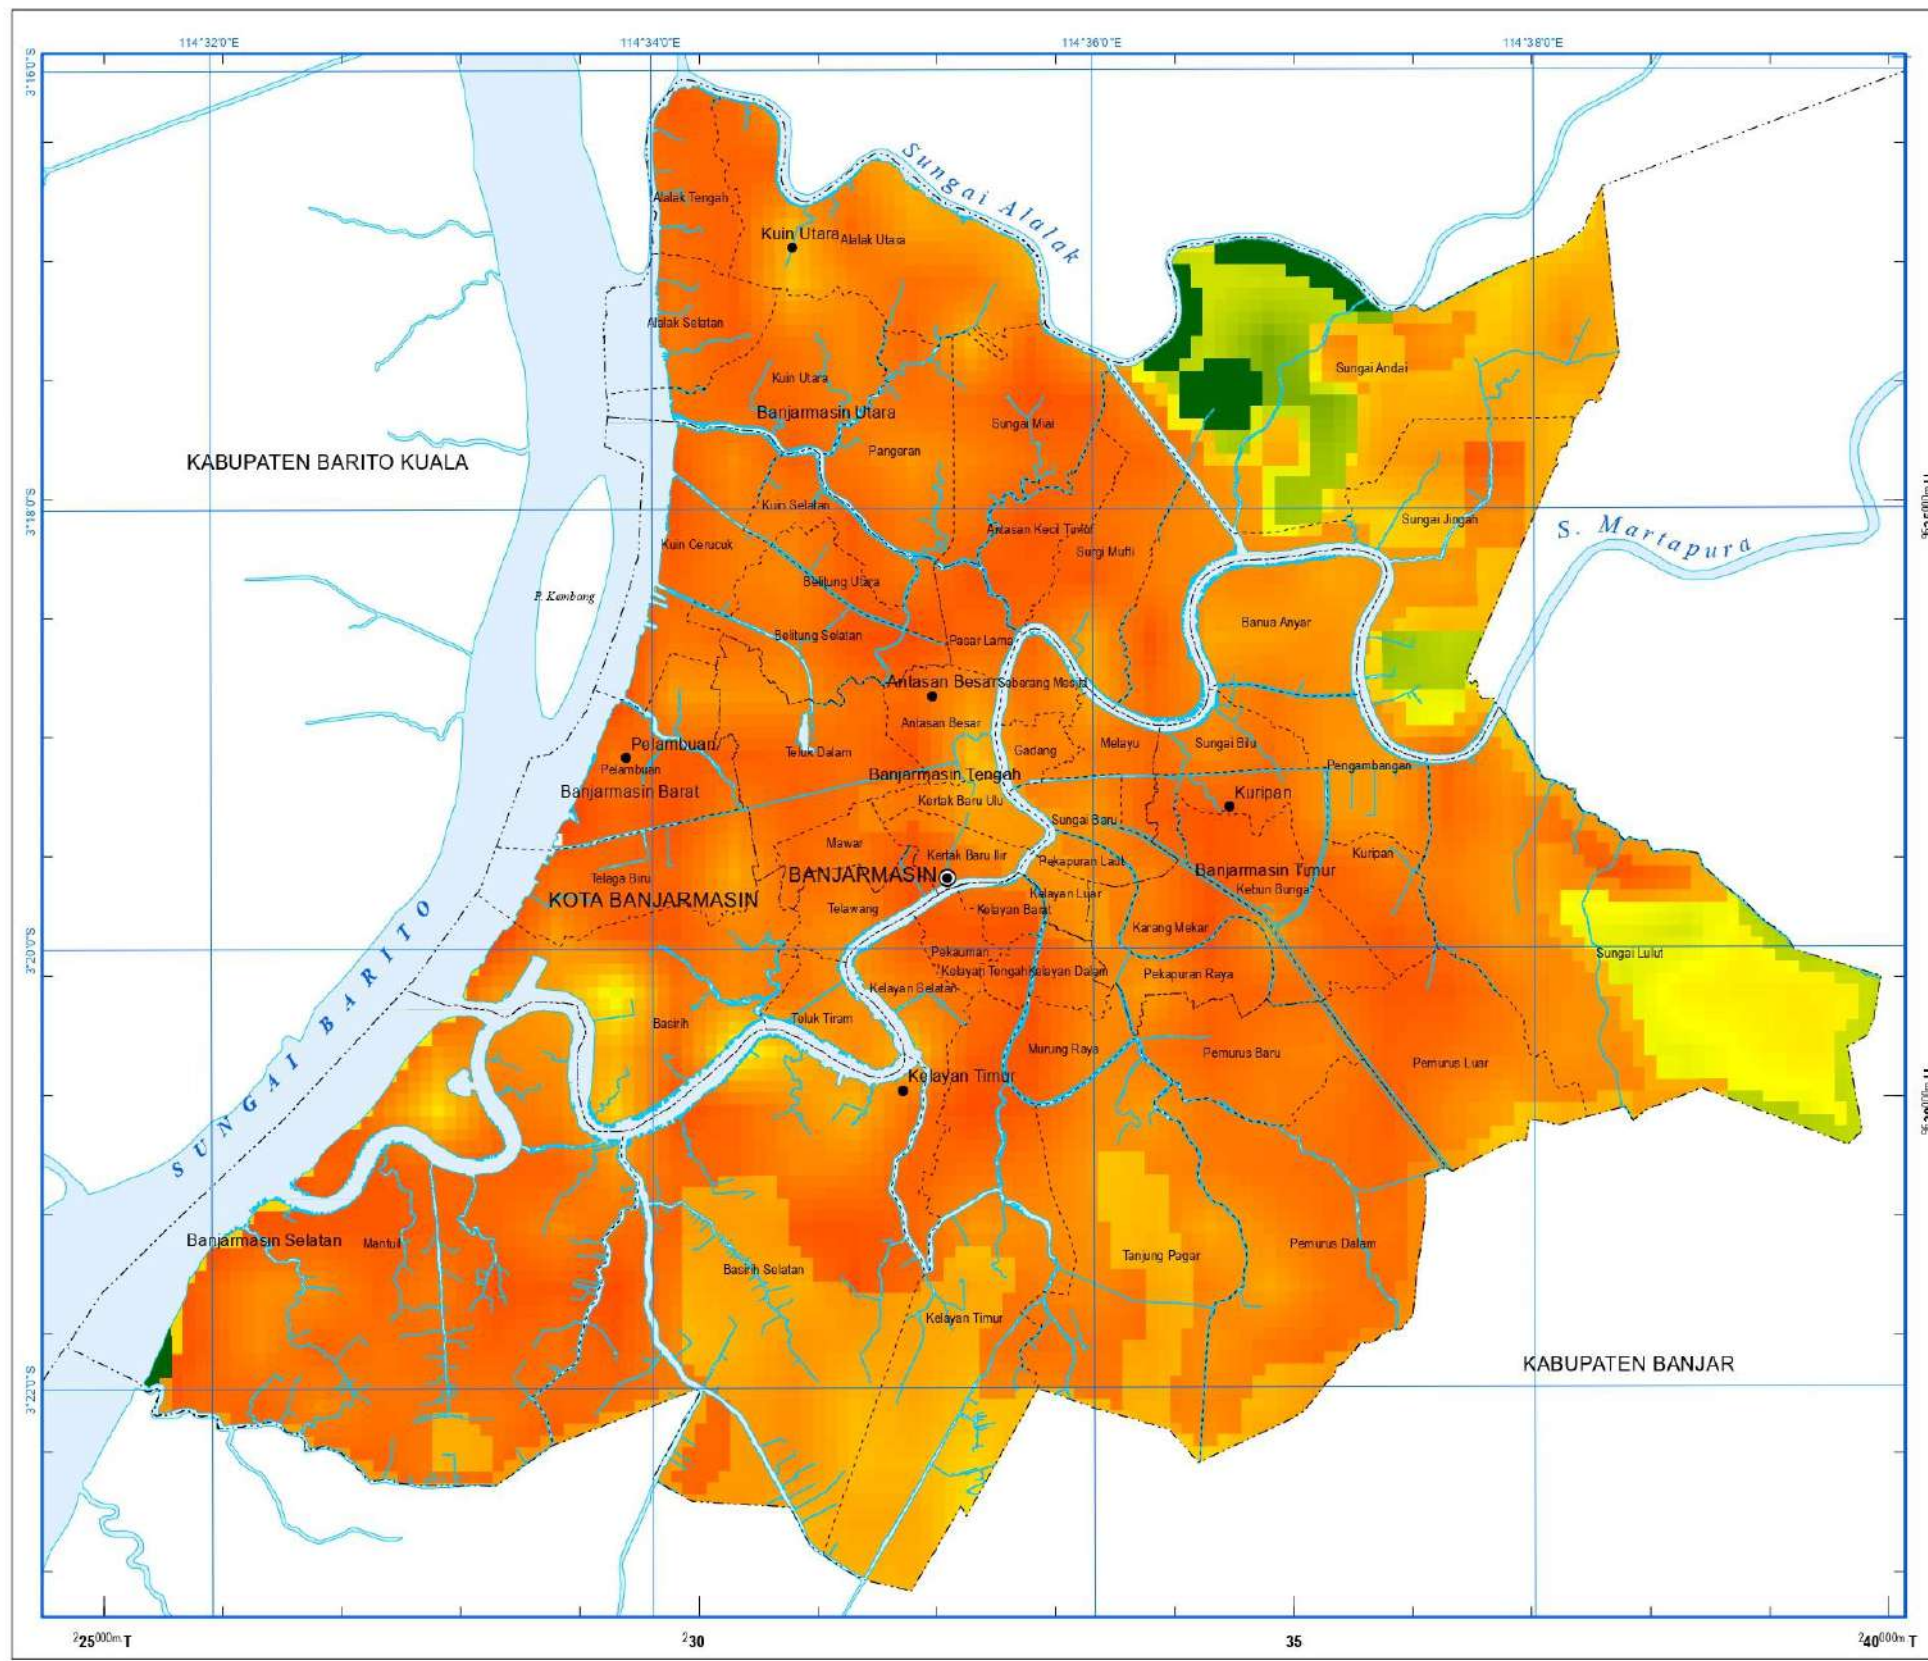 114°32'0"E
114°34'0"E
114°36'0"E
114°38'0"E
3°16'0"S
Sungai Alalak
Alalak Tengah
Kuin Utara
Alalak Utara
Alalak Selatan
Sungai Andai
Kuin Utara
Banjarmasin Utara
Sungai Miai
Pangeran
KABUPATEN BARITO KUALA
3°18'0"S
Kuin Selatan
Sungai Jingah
S. Martapura
Antasan Kecil Timur
Kuin Cerucuk
Surgi Mufti
Belitung Utara
P. Kembang
Banua Anyar
Belitung Selatan
Pasar Lama
Antasan Besar
Seberang Mesjid
Antasan Besar
Pelambuan
Teluk Dalam
Gadang
Melayu
Sungai Bilu
Pelambuan
Banjarmasin Tengah
Pengambangan
Banjarmasin Barat
Kertak Baru Ulu
Kuripan
Sungai Baru
Mawar
Kertak Baru Ilir
Pekapuran Laut
Kuripan
BANJARMASIN
Banjarmasin Timur
Telaga Biru
Kebun Bunga
KOTA BANJARMASIN
Kelayan Luar
Telawang
Kelayan Barat
Karang Mekar
3°20'0"S
Pekauman
Sungai Lulut
Kelayan Tengah
Kelayan Dalam
Pekapuran Raya
Kelayan Selatan
SUNGAI BARITO
Basirih
Teluk Tiram
Murung Raya
Pemurus Baru
Pemurus Luar
Kelayan Timur
Banjarmasin Selatan
Mantuil
Tanjung Pagar
Pemurus Dalam
Basirih Selatan
Kelayan Timur
KABUPATEN BANJAR
3°22'0"S
225000m T
230
35
240000m T